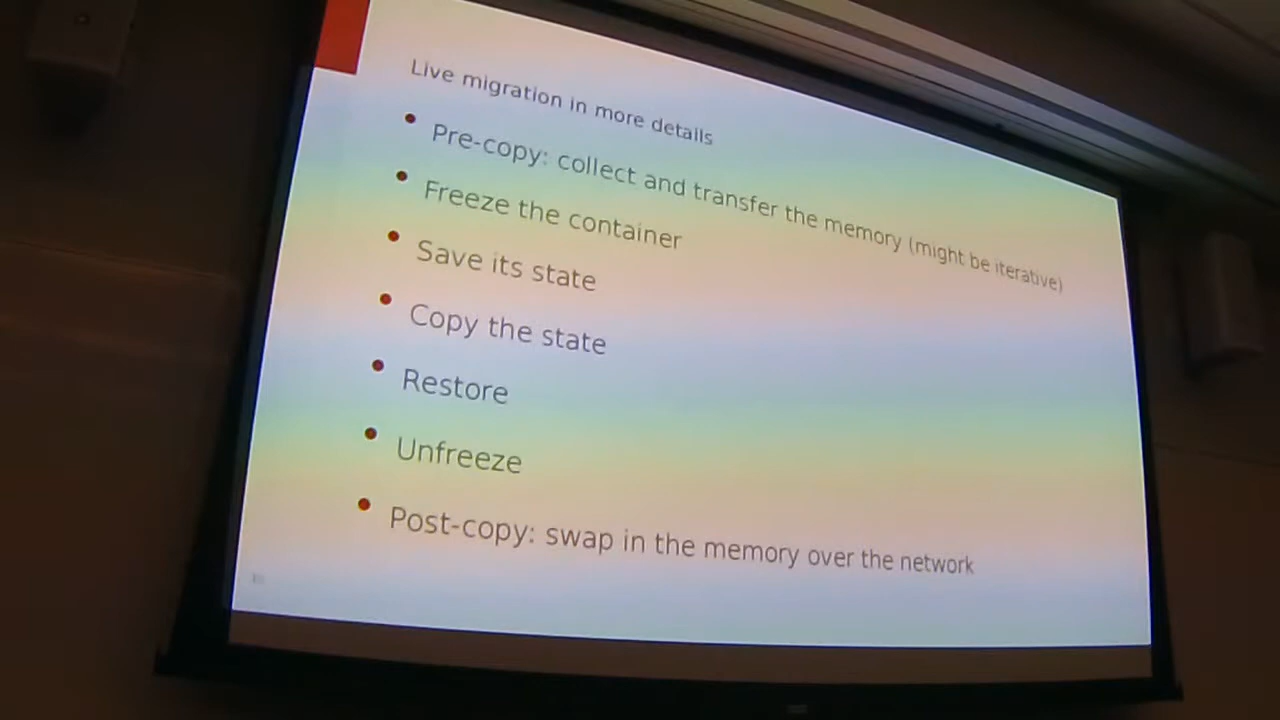 Live migration in more details
Pre-copy: collect and transfer the memory (might be iterative)
Freeze the container
Save its state
Copy the state
Restore
Unfreeze
Post-copy: swap in the memory over the network